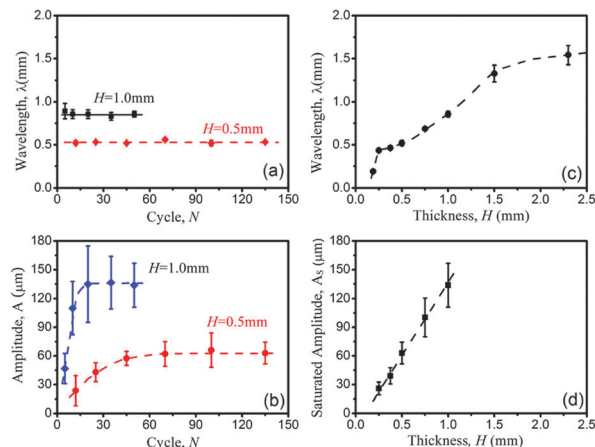 2.0
1.5
1.0
0.5
0.0
Wavelength, λ(mm)
H=1.0mm
H=0.5mm
(a)
0 30 60 90 120 150
Cycle, N
2.0
1.5
1.0
0.5
0.0
Wavelength, λ(mm)
(c)
0.0 0.5 1.0 1.5 2.0 2.5
Thickness, H (mm)
180
150
120
90
60
30
0
Amplitude, A (μm)
H=1.0mm
H=0.5mm
(b)
0 30 60 90 120 150
Cycle, N
180
150
120
90
60
30
0
Saturated Amplitude, As (μm)
(d)
0.0 0.5 1.0 1.5 2.0 2.5
Thickness, H (mm)